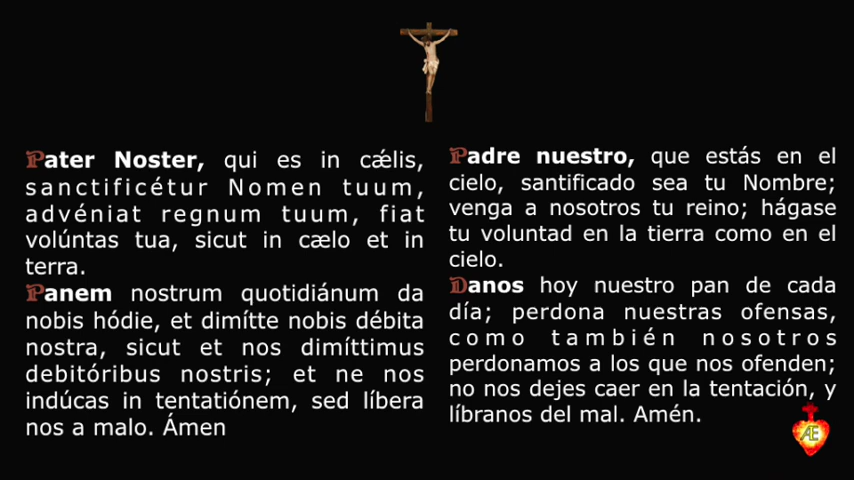 Pater Noster, qui es in cǽlis,
sanctificétur Nomen tuum,
advéniat regnum tuum, fiat
volúntas tua, sicut in cælo et in
terra.
Panem nostrum quotidiánum da
nobis hódie, et dimítte nobis débita
nostra, sicut et nos dimíttimus
debitóribus nostris; et ne nos
indúcas in tentatiónem, sed líbera
nos a malo. Ámen
Padre nuestro, que estás en el
cielo, santificado sea tu Nombre;
venga a nosotros tu reino; hágase
tu voluntad en la tierra como en el
cielo.
Danos hoy nuestro pan de cada
día; perdona nuestras ofensas,
como también nosotros
perdonamos a los que nos ofenden;
no nos dejes caer en la tentación, y
líbranos del mal. Amén.
Æ